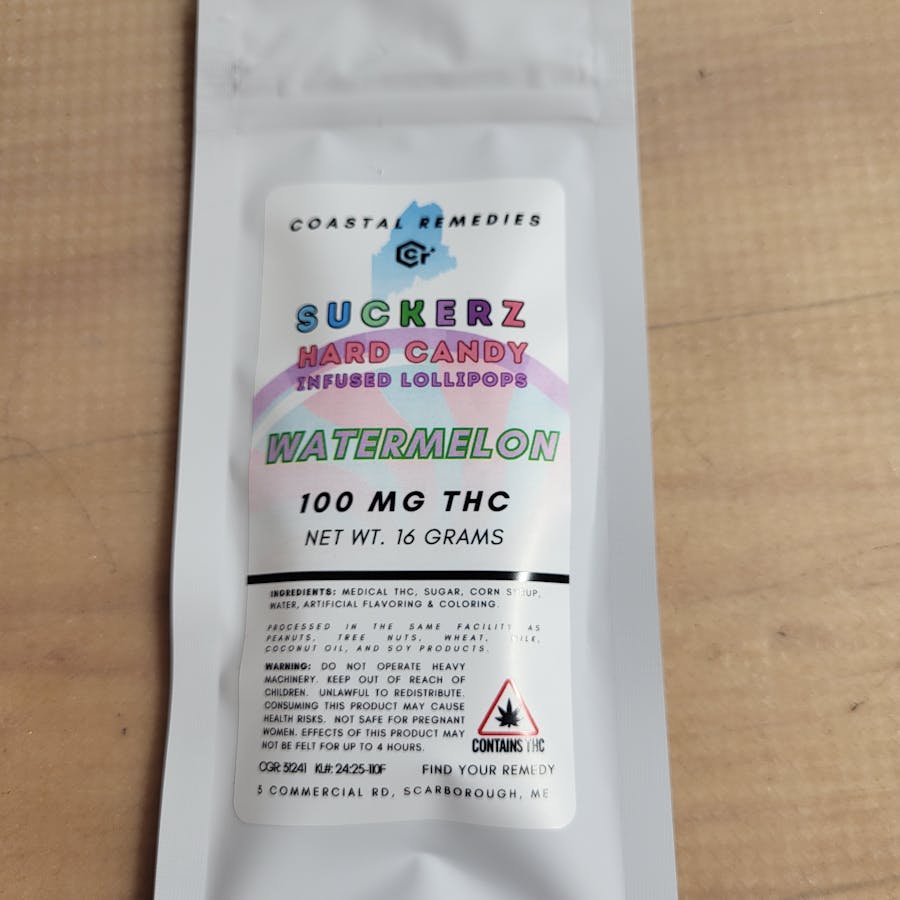 COASTAL REMEDIES
Cr+
SUCKERZ
HARD CANDY
INFUSED LOLLIPOPS
WATERMELON
100 MG THC
NET WT. 16 GRAMS
INGREDIENTS: MEDICAL THC, SUGAR, CORN SYRUP,
WATER, ARTIFICIAL FLAVORING & COLORING.
PROCESSED IN THE SAME FACILITY AS
PEANUTS, TREE NUTS, WHEAT, MILK,
COCONUT OIL, AND SOY PRODUCTS.
WARNING: DO NOT OPERATE HEAVY
MACHINERY. KEEP OUT OF REACH OF
CHILDREN. UNLAWFUL TO REDISTRIBUTE.
CONSUMING THIS PRODUCT MAY CAUSE
HEALTH RISKS. NOT SAFE FOR PREGNANT
WOMEN. EFFECTS OF THIS PRODUCT MAY
NOT BE FELT FOR UP TO 4 HOURS.
CONTAINS THC
CGR: 51241 KL#: 24:25-110F FIND YOUR REMEDY
5 COMMERCIAL RD, SCARBOROUGH, ME